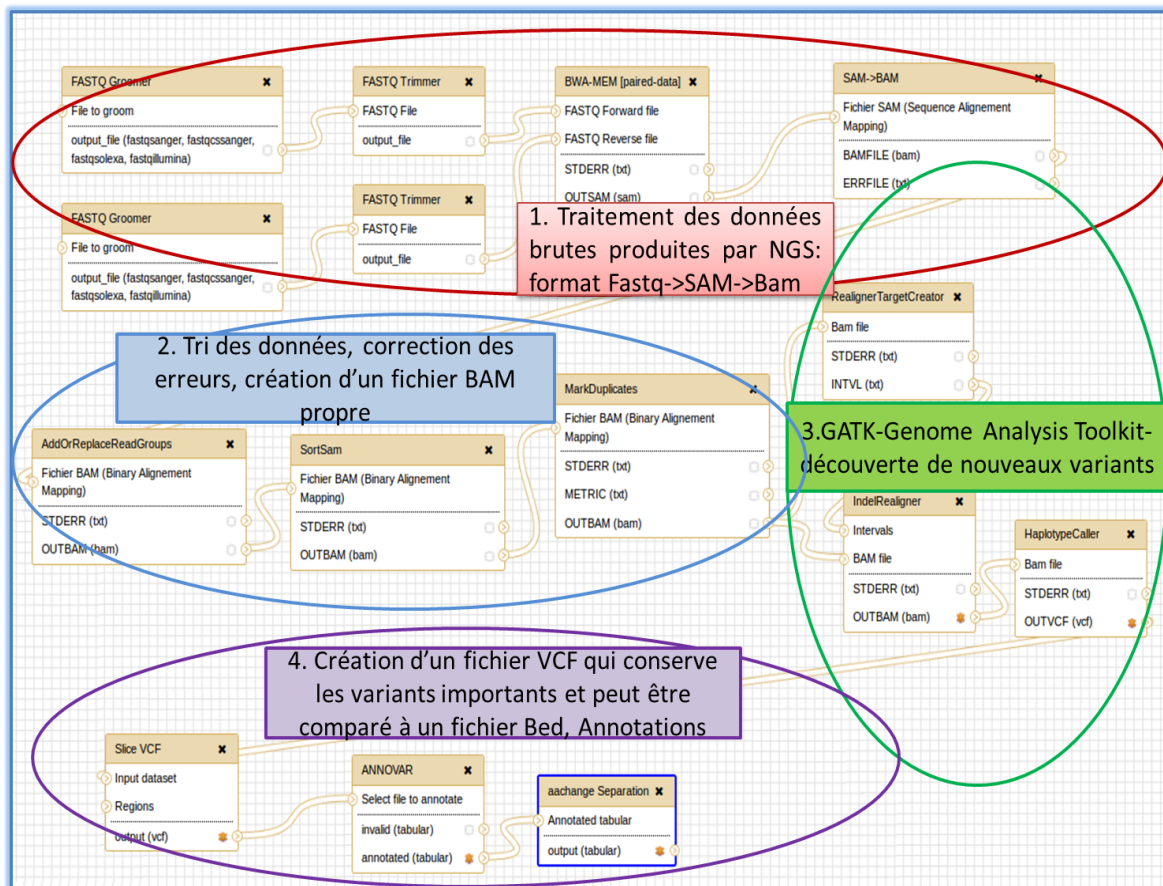 FASTQ Groomer
File to groom
output_file (fastqsanger, fastqcssanger,
fastqsolexa, fastqillumina)
FASTQ Trimmer
FASTQ File
output_file
BWA-MEM [paired-data]
FASTQ Forward file
FASTQ Reverse file
STDERR (txt)
OUTSAM (sam)
SAM->BAM
Fichier SAM (Sequence Alignement
Mapping)
BAMFILE (bam)
ERRFILE (txt)
FASTQ Groomer
File to groom
output_file (fastqsanger, fastqcssanger,
fastqsolexa, fastqillumina)
FASTQ Trimmer
FASTQ File
output_file
1. Traitement des données
brutes produites par NGS:
format Fastq->SAM->Bam
2. Tri des données, correction des
erreurs, création d'un fichier BAM
propre
AddOrReplaceReadGroups
Fichier BAM (Binary Alignement
Mapping)
STDERR (txt)
OUTBAM (bam)
SortSam
Fichier BAM (Binary Alignement
Mapping)
STDERR (txt)
OUTBAM (bam)
MarkDuplicates
Fichier BAM (Binary Alignement
Mapping)
STDERR (txt)
METRIC (txt)
OUTBAM (bam)
RealignerTargetCreator
Bam file
STDERR (txt)
INTVL (txt)
3.GATK-Genome Analysis Toolkit-
découverte de nouveaux variants
IndelRealigner
Intervals
BAM file
STDERR (txt)
OUTBAM (bam)
HaplotypeCaller
Bam file
STDERR (txt)
OUTVCF (vcf)
4. Création d'un fichier VCF qui conserve
les variants importants et peut être
comparé à un fichier Bed, Annotations
Slice VCF
Input dataset
Regions
output (vcf)
ANNOVAR
Select file to annotate
invalid (tabular)
annotated (tabular)
aachange Separation
Annotated tabular
output (tabular)